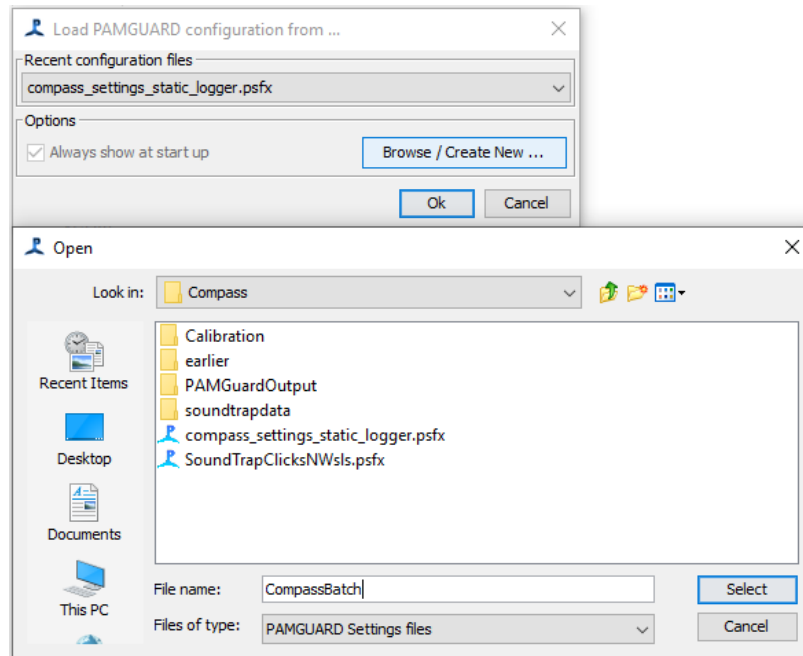 Load PAMGUARD configuration from ...
Recent configuration files
compass_settings_static_logger.psfx
Options
Always show at start up
Browse / Create New ...
Ok
Cancel
Open
Look in:
Compass
Recent Items
Desktop
Documents
This PC
Calibration
earlier
PAMGuardOutput
soundtrapdata
compass_settings_static_logger.psfx
SoundTrapClicksNWsls.psfx
File name:
CompassBatch
Select
Files of type:
PAMGUARD Settings files
Cancel